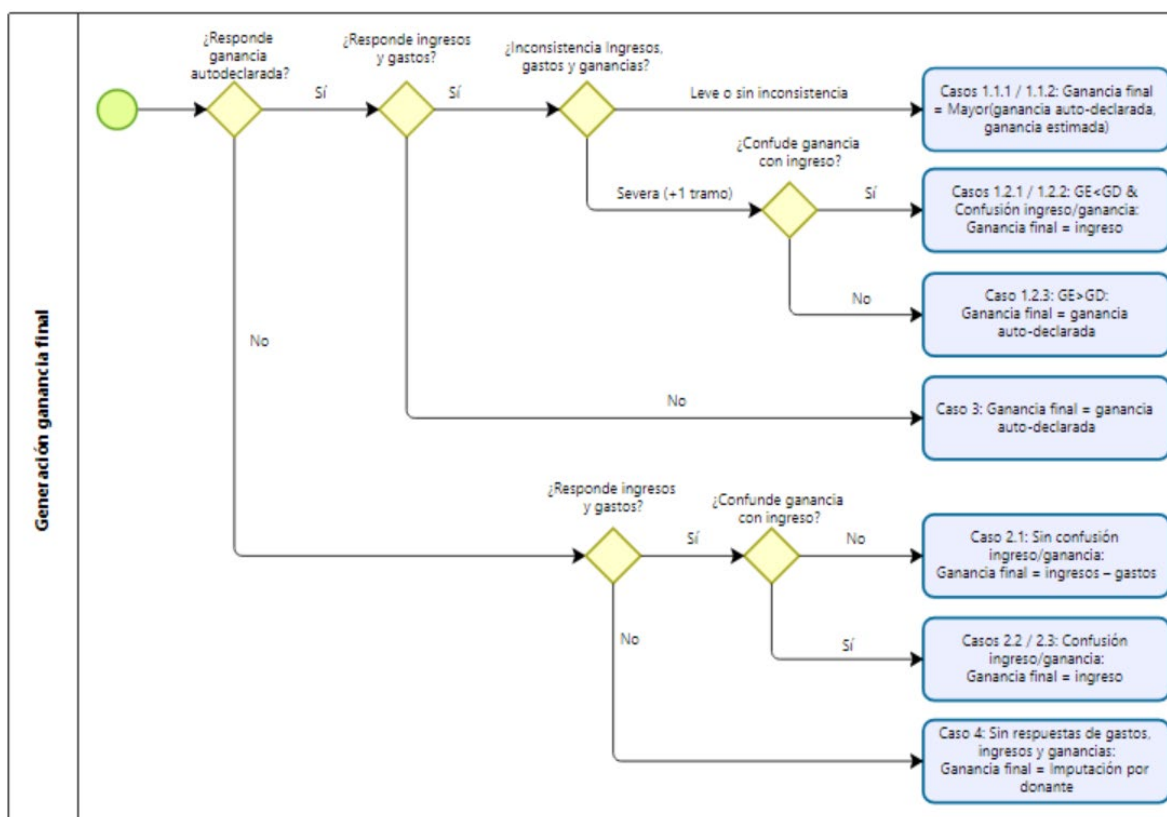 Generación ganancia final
¿Responde
ganancia
autodeclarada?
Sí
¿Responde ingresos
y gastos?
Sí
¿Inconsistencia Ingresos,
gastos y ganancias?
Leve o sin inconsistencia
Casos 1.1.1 / 1.1.2: Ganancia final
= Mayor(ganancia auto-declarada,
ganancia estimada)
¿Confude ganancia
con ingreso?
Severa (+1 tramo)
Sí
Casos 1.2.1 / 1.2.2: GE<GD &
Confusión ingreso/ganancia:
Ganancia final = ingreso
No
Caso 1.2.3: GE>GD:
Ganancia final = ganancia
auto-declarada
No
No
Caso 3: Ganancia final = ganancia
auto-declarada
¿Responde ingresos
y gastos?
Sí
¿Confunde ganancia
con ingreso?
No
Caso 2.1: Sin confusión
ingreso/ganancia:
Ganancia final = ingresos – gastos
No
Sí
Casos 2.2 / 2.3: Confusión
ingreso/ganancia:
Ganancia final = ingreso
Caso 4: Sin respuestas de gastos,
ingresos y ganancias:
Ganancia final = Imputación por
donante